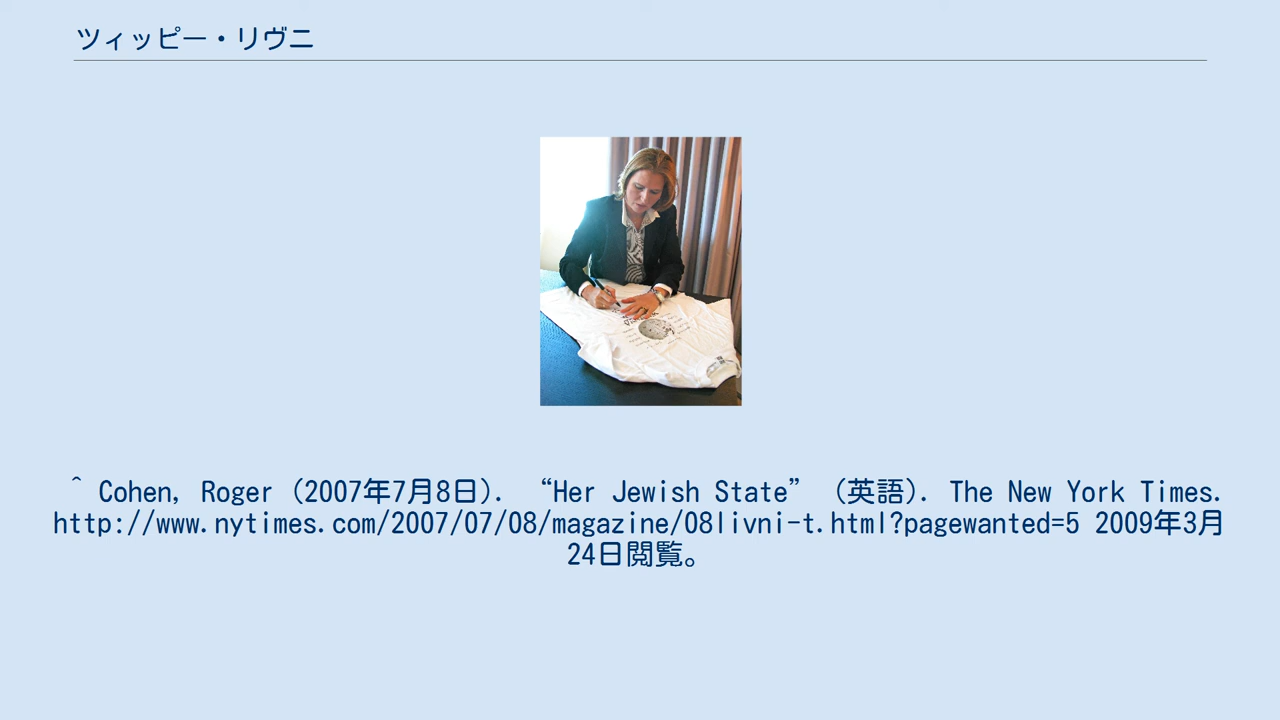 ツィッピー・リヴニ
^ Cohen, Roger (2007年7月8日). “Her Jewish State” (英語). The New York Times.
http://www.nytimes.com/2007/07/08/magazine/08livni-t.html?pagewanted=5 2009年3月
24日閲覧。